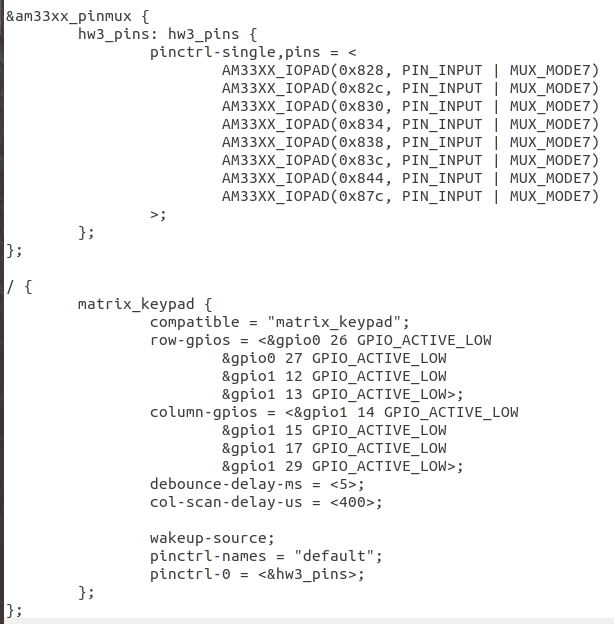 &am33xx_pinmux {
        hw3_pins: hw3_pins {
                pinctrl-single,pins = <
                        AM33XX_IOPAD(0x828, PIN_INPUT | MUX_MODE7)
                        AM33XX_IOPAD(0x82c, PIN_INPUT | MUX_MODE7)
                        AM33XX_IOPAD(0x830, PIN_INPUT | MUX_MODE7)
                        AM33XX_IOPAD(0x834, PIN_INPUT | MUX_MODE7)
                        AM33XX_IOPAD(0x838, PIN_INPUT | MUX_MODE7)
                        AM33XX_IOPAD(0x83c, PIN_INPUT | MUX_MODE7)
                        AM33XX_IOPAD(0x844, PIN_INPUT | MUX_MODE7)
                        AM33XX_IOPAD(0x87c, PIN_INPUT | MUX_MODE7)
                >;
        };
};

/ {
        matrix_keypad {
                compatible = "matrix_keypad";
                row-gpios = <&gpio0 26 GPIO_ACTIVE_LOW
                        &gpio0 27 GPIO_ACTIVE_LOW
                        &gpio1 12 GPIO_ACTIVE_LOW
                        &gpio1 13 GPIO_ACTIVE_LOW>;
                column-gpios = <&gpio1 14 GPIO_ACTIVE_LOW
                        &gpio1 15 GPIO_ACTIVE_LOW
                        &gpio1 17 GPIO_ACTIVE_LOW
                        &gpio1 29 GPIO_ACTIVE_LOW>;
                debounce-delay-ms = <5>;
                col-scan-delay-us = <400>;

                wakeup-source;
                pinctrl-names = "default";
                pinctrl-0 = <&hw3_pins>;
        };
};